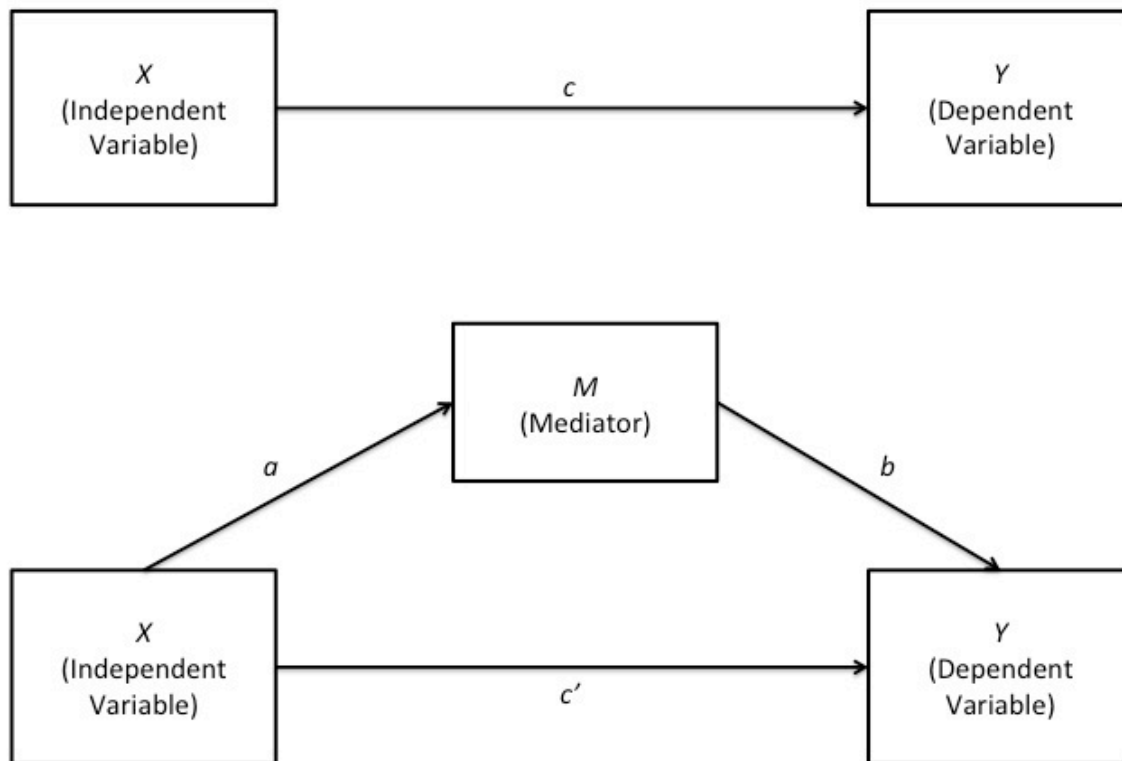 X
(Independent
Variable)
c
Y
(Dependent
Variable)
M
(Mediator)
a
b
X
(Independent
Variable)
c’
Y
(Dependent
Variable)